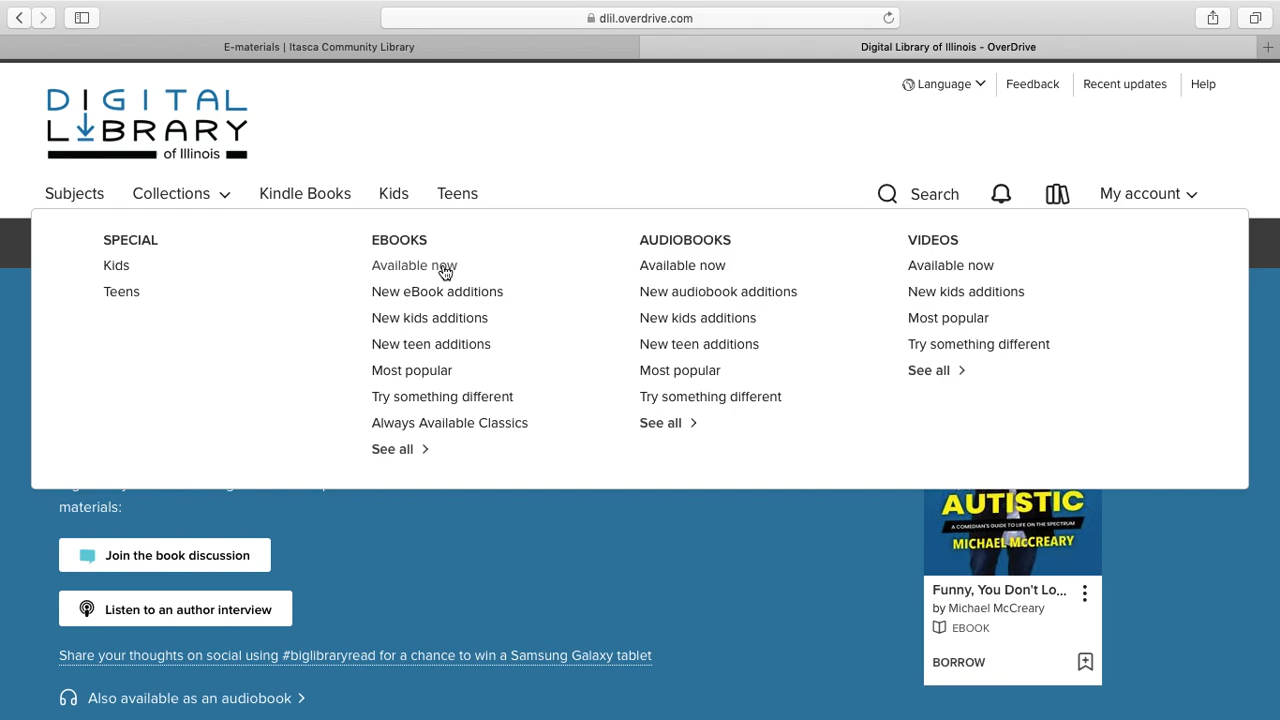 dlil.overdrive.com
E-materials | Itasca Community Library
Digital Library of Illinois - OverDrive
Language
Feedback
Recent updates
Help
DIGITAL
LIBRARY
of Illinois
Subjects
Collections
Kindle Books
Kids
Teens
Search
My account
SPECIAL
Kids
Teens
EBOOKS
Available now
New eBook additions
New kids additions
New teen additions
Most popular
Try something different
Always Available Classics
See all
AUDIOBOOKS
Available now
New audiobook additions
New kids additions
New teen additions
Most popular
Try something different
See all
VIDEOS
Available now
New kids additions
Most popular
Try something different
See all
materials:
Join the book discussion
Listen to an author interview
Share your thoughts on social using #biglibraryread for a chance to win a Samsung Galaxy tablet
Also available as an audiobook
AUTISTIC
A COMEDIAN'S GUIDE TO LIFE ON THE SPECTRUM
MICHAEL McCREARY
Funny, You Don't Lo...
by Michael McCreary
EBOOK
BORROW